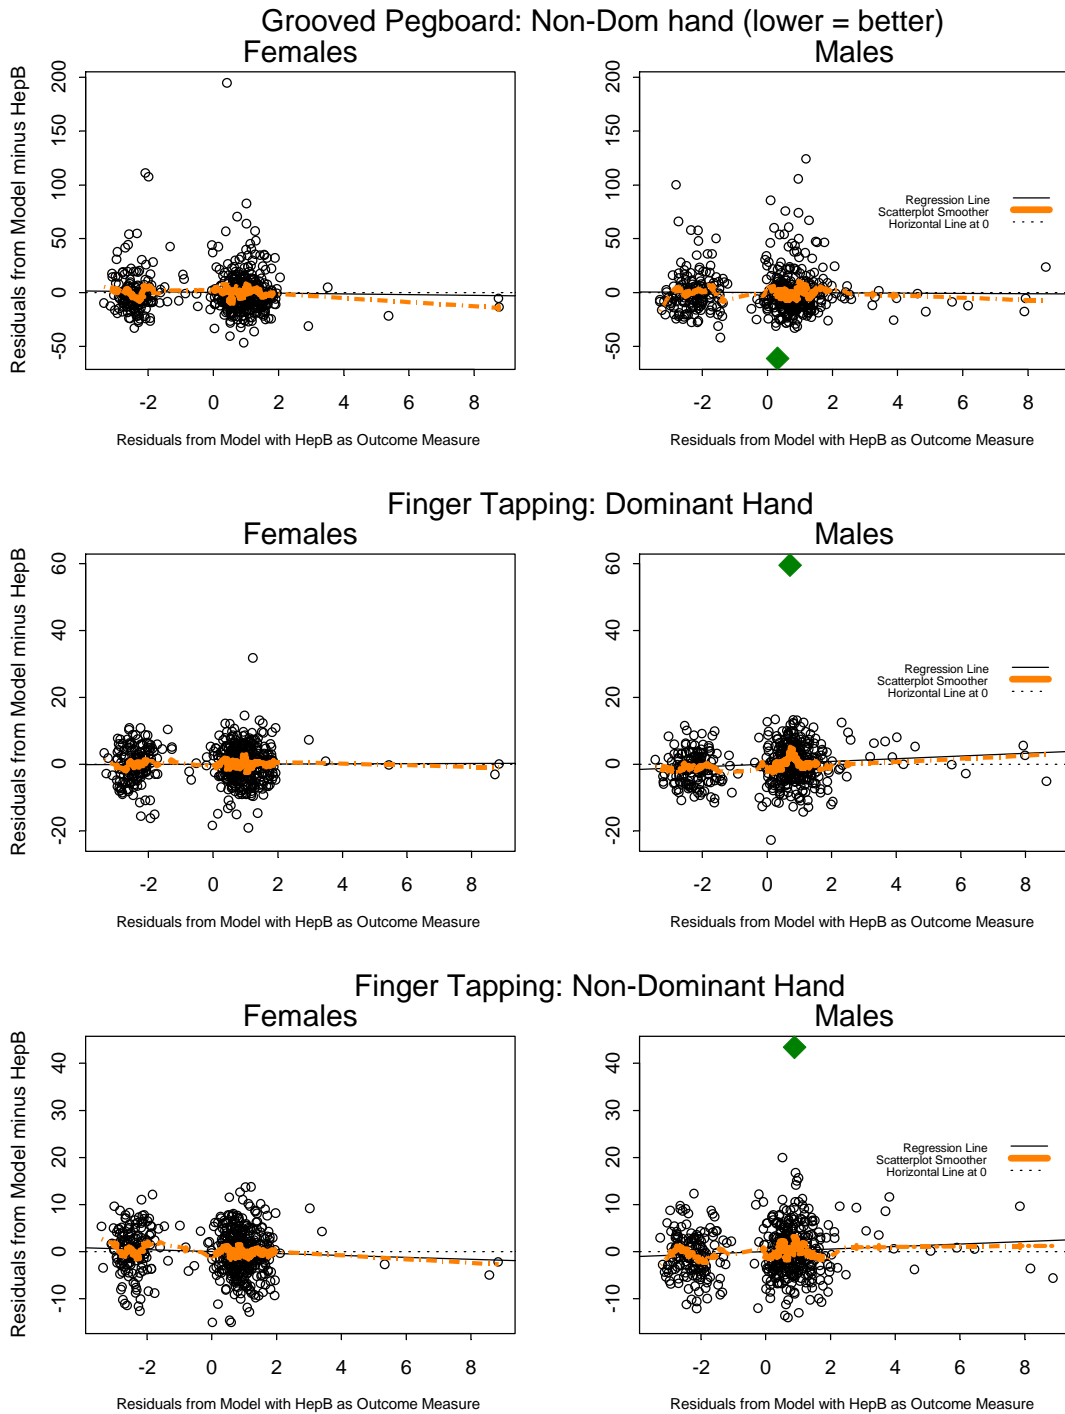 Grooved Pegboard: Non-Dom hand (lower = better)
Females
Males
Residuals from Model minus HepB
200
150
100
50
0
-50
-2 0 2 4 6 8
Residuals from Model with HepB as Outcome Measure
200
150
100
50
0
-50
Regression Line
Scatterplot Smoother
Horizontal Line at 0
-2 0 2 4 6 8
Residuals from Model with HepB as Outcome Measure
Finger Tapping: Dominant Hand
Females
Males
Residuals from Model minus HepB
60
40
20
0
-20
-2 0 2 4 6 8
Residuals from Model with HepB as Outcome Measure
60
40
20
0
-20
Regression Line
Scatterplot Smoother
Horizontal Line at 0
-2 0 2 4 6 8
Residuals from Model with HepB as Outcome Measure
Finger Tapping: Non-Dominant Hand
Females
Males
Residuals from Model minus HepB
40
30
20
10
0
-10
-2 0 2 4 6 8
Residuals from Model with HepB as Outcome Measure
40
30
20
10
0
-10
Regression Line
Scatterplot Smoother
Horizontal Line at 0
-2 0 2 4 6 8
Residuals from Model with HepB as Outcome Measure